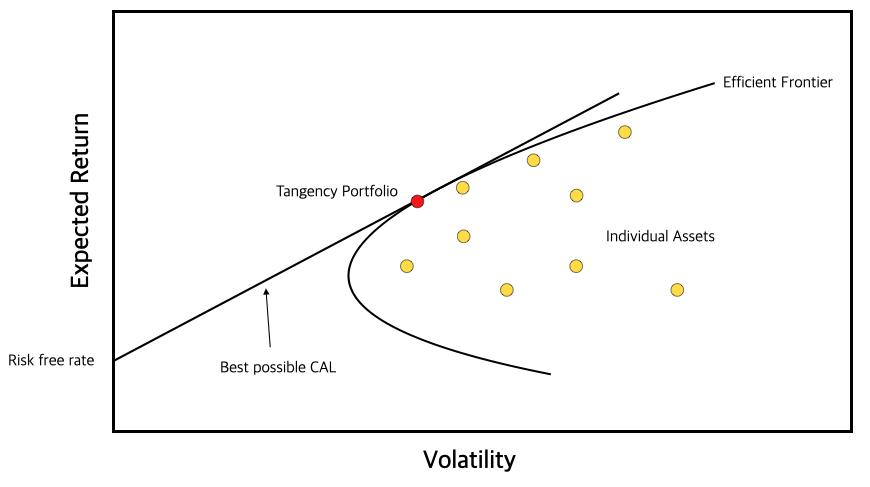 Efficient Frontier
Expected Return
Tangency Portfolio
Individual Assets
Risk free rate
Best possible CAL
Volatility